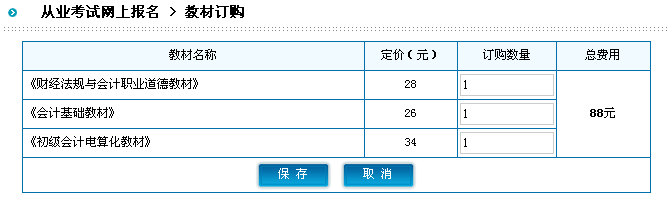 从业考试网上报名 > 教材订购
教材名称 定价（元） 订购数量 总费用
《财经法规与会计职业道德教材》 28 1
《会计基础教材》 26 1 88元
《初级会计电算化教材》 34 1
保 存 取 消